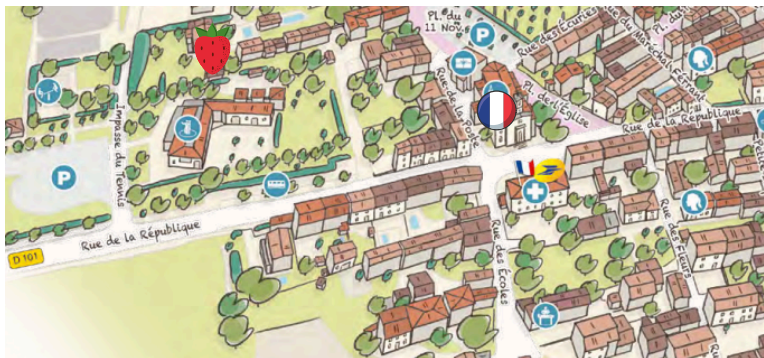 Pl. du
11 Nov.
P
Rue des Écuries
Rue du Maréchal Ferrant
Pl. de l'Église
Rue de la Poste
Rue de la République
Impasse du Tennis
P
Rue de la République
D 101
Rue des Écoles
Rue des Fleurs